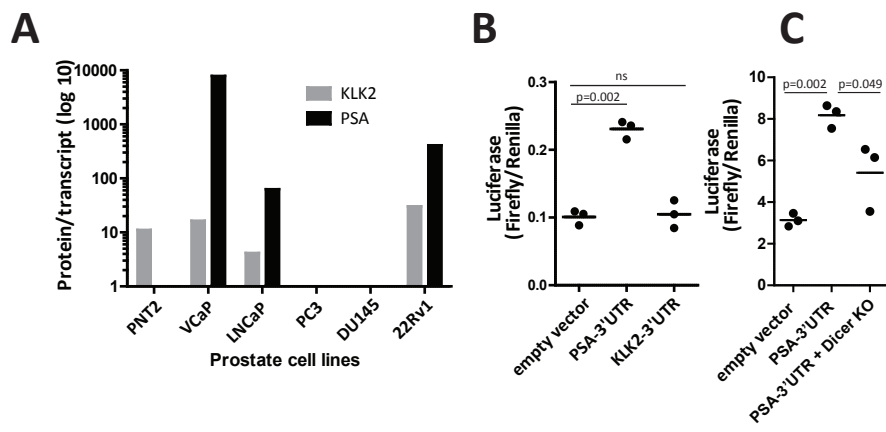 A
Protein/transcript (log 10)
10000
1000
100
10
1
KLK2
PSA
PNT2
VCaP
LNCaP
PC3
DU145
22Rv1
Prostate cell lines
B
Luciferase
(Firefly/Renilla)
0.3
0.2
0.1
0.0
ns
p=0.002
empty vector
PSA-3'UTR
KLK2-3'UTR
C
Luciferase
(Firefly/Renilla)
10
8
6
4
2
0
p=0.002
p=0.049
empty vector
PSA-3'UTR
PSA-3'UTR + Dicer KO